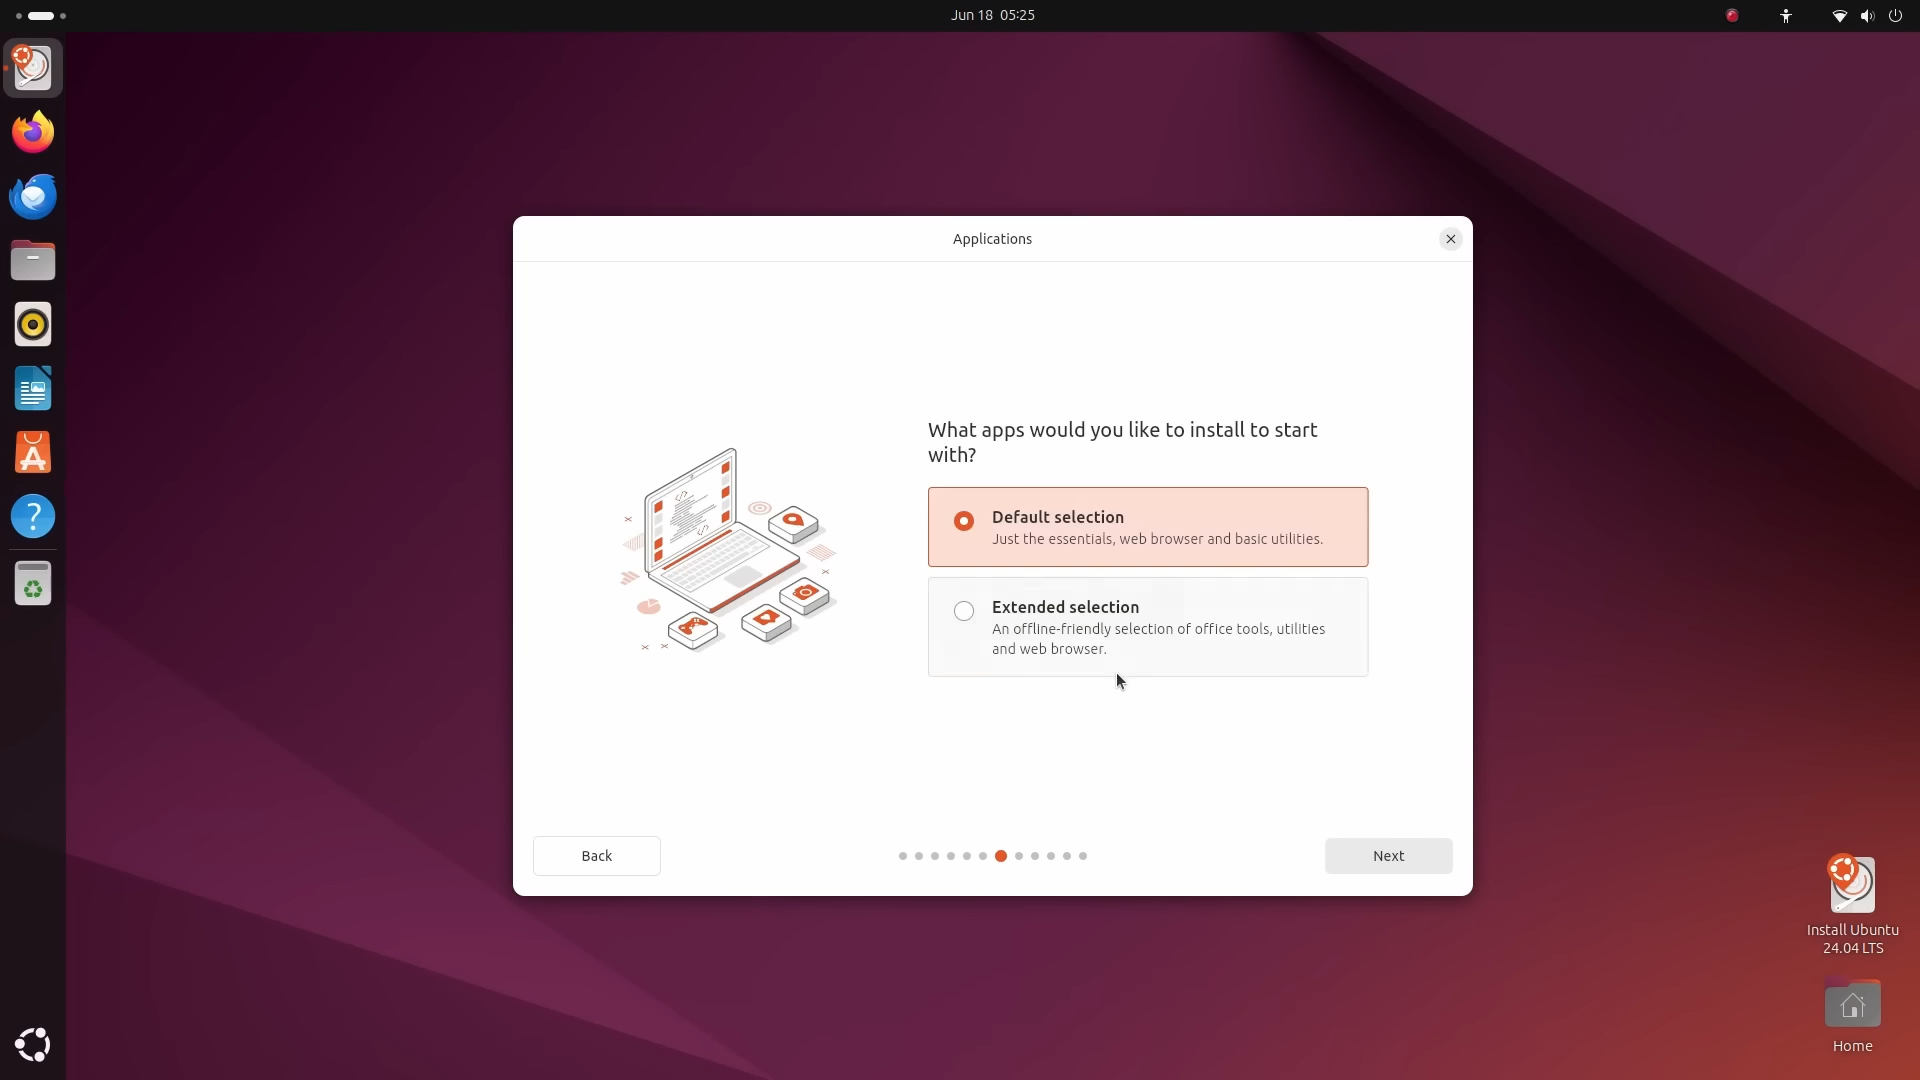 Jun 18 05:25
Applications
What apps would you like to install to start
with?
Default selection
Just the essentials, web browser and basic utilities.
Extended selection
An offline-friendly selection of office tools, utilities
and web browser.
Back
Next
Install Ubuntu
24.04 LTS
Home